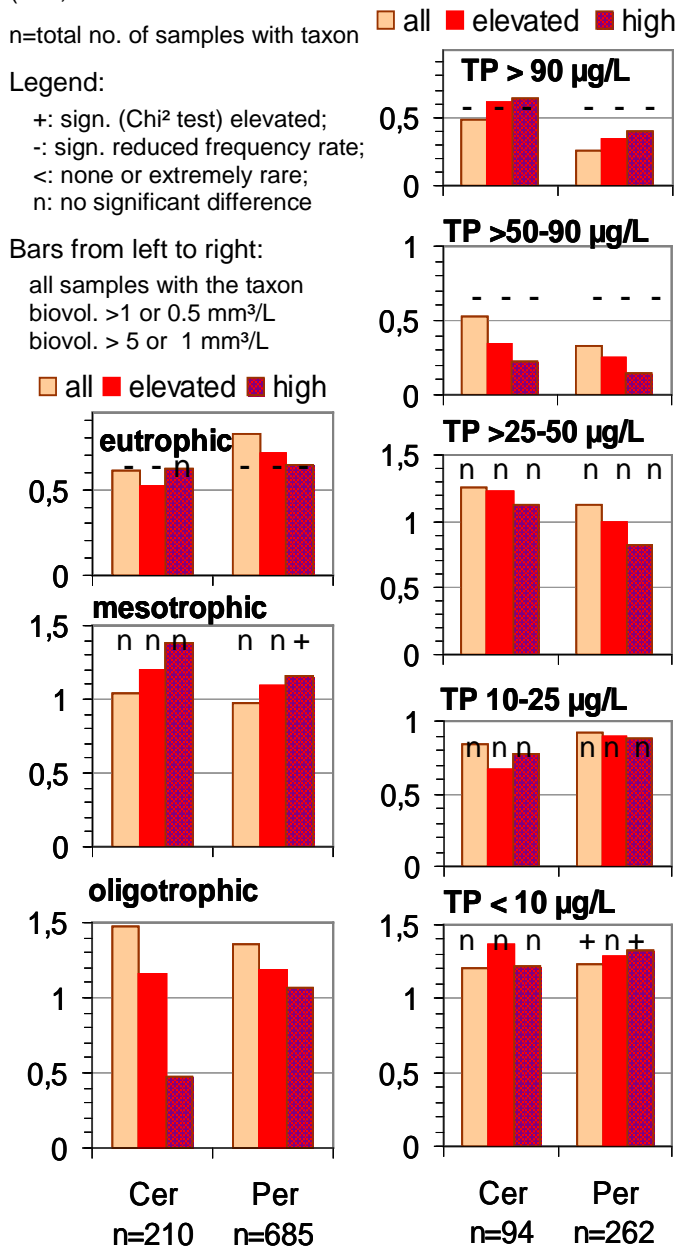 n=total no. of samples with taxon
Legend:
+: sign. (Chi² test) elevated;
-: sign. reduced frequency rate;
<: none or extremely rare;
n: no significant difference
Bars from left to right:
all samples with the taxon
biovol. >1 or 0.5 mm³/L
biovol. > 5 or 1 mm³/L
all elevated high
eutrophic
- - n - - -
0,5
0
mesotrophic
1,5
n n n n n +
1
0,5
0
oligotrophic
1,5
1
0,5
0
Cer Per
n=210 n=685
all elevated high
TP > 90 µg/L
- - - - - -
0,5
0
TP >50-90 µg/L
1
- - - - - -
0,5
0
TP >25-50 µg/L
1,5
n n n n n n
1
0,5
0
TP 10-25 µg/L
1
n n n n n n
0,5
0
TP < 10 µg/L
1,5
n n n + n +
1
0,5
0
Cer Per
n=94 n=262